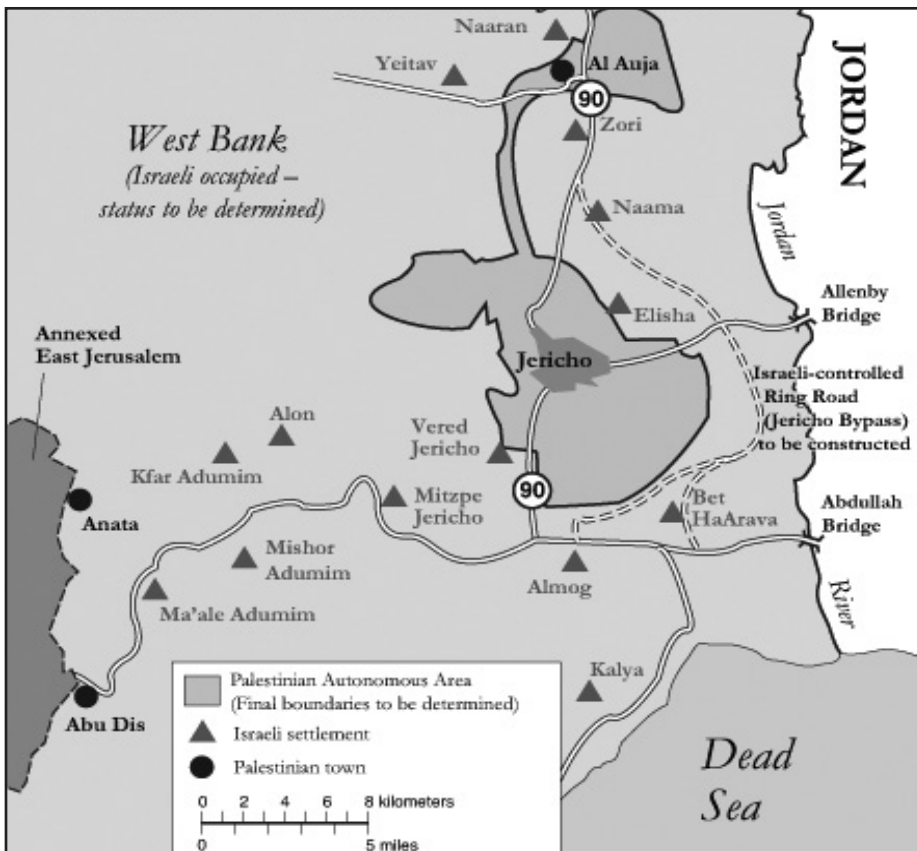 Naaran
Yeitav
Al Auja
90
Zori
JORDAN
West Bank
(Israeli occupied –
status to be determined)
Naama
Jordan
Allenby
Bridge
Elisha
Annexed
East Jerusalem
Jericho
Israeli-controlled
Ring Road
(Jericho Bypass)
to be constructed
Alon
Vered
Jericho
Kfar Adumim
90
Mitzpe
Jericho
Bet
HaArava
Anata
Abdullah
Bridge
Mishor
Adumim
Almog
Ma'ale Adumim
River
Kalya
Abu Dis
Dead
Sea
Palestinian Autonomous Area
(Final boundaries to be determined)
Israeli settlement
Palestinian town
0 2 4 6 8 kilometers
0 5 miles